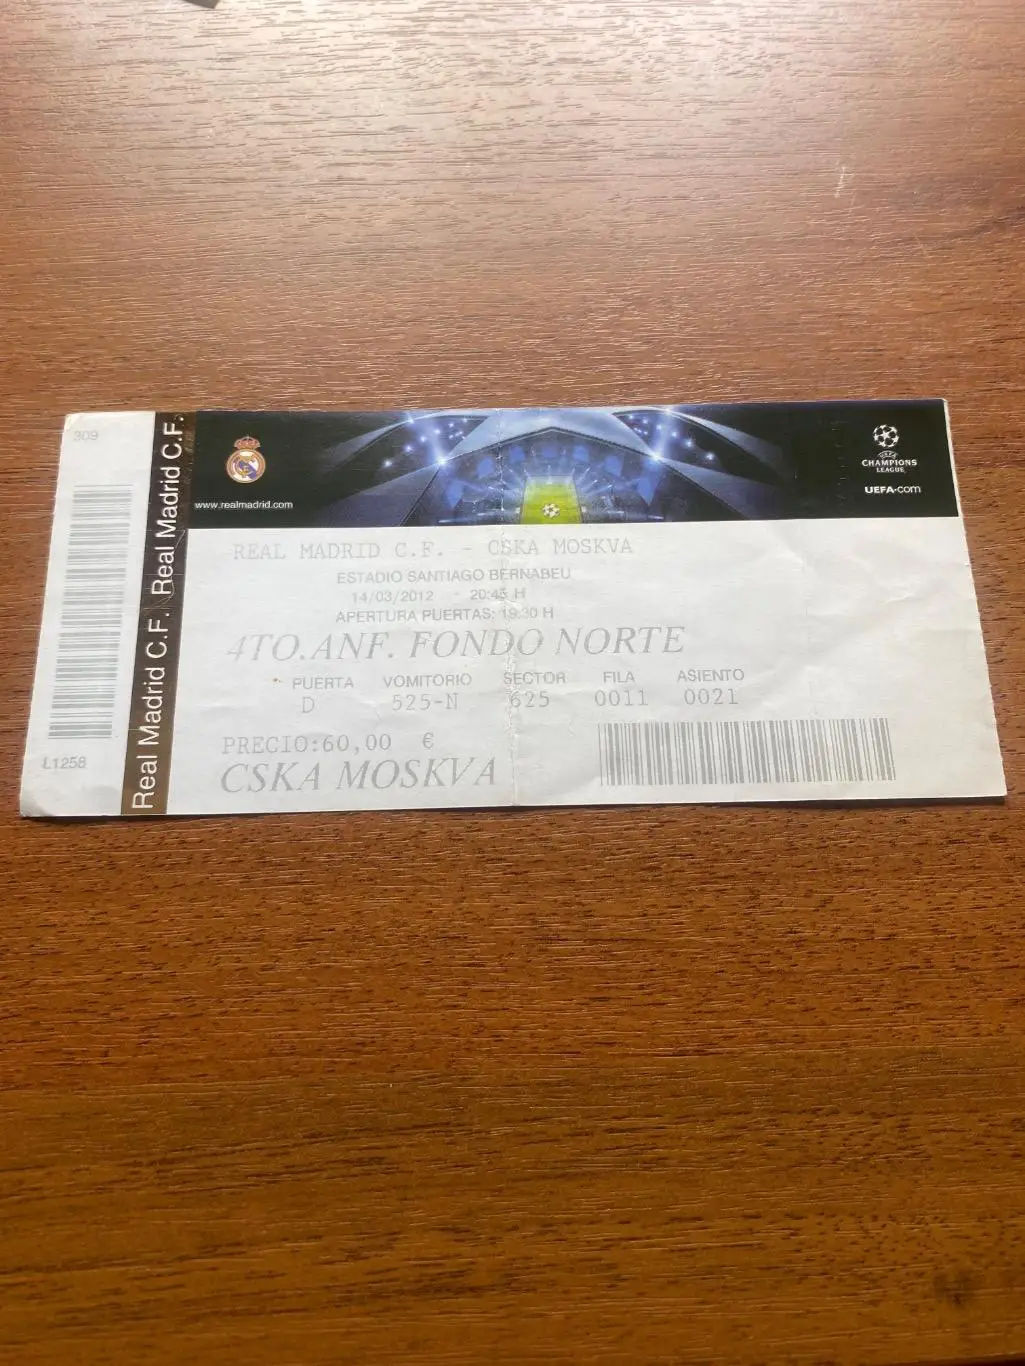 309
Ł1258
Real Madrid C.F. Real Madrid C.F.
www.realmadrid.com
UEFA
CHAMPIONS
LEAGUE
UEFA.com
REAL MADRID C.F. - CSKA MOSKVA
ESTADIO SANTIAGO BERNABEU
14/03/2012 - 20:45 H
APERTURA PUERTAS: 19:30 H
4TO.ANF. FONDO NORTE
PUERTA VOMITORIO SECTOR FILA ASIENTO
D 525-N 625 0011 0021
PRECIO:60,00 €
CSKA MOSKVA